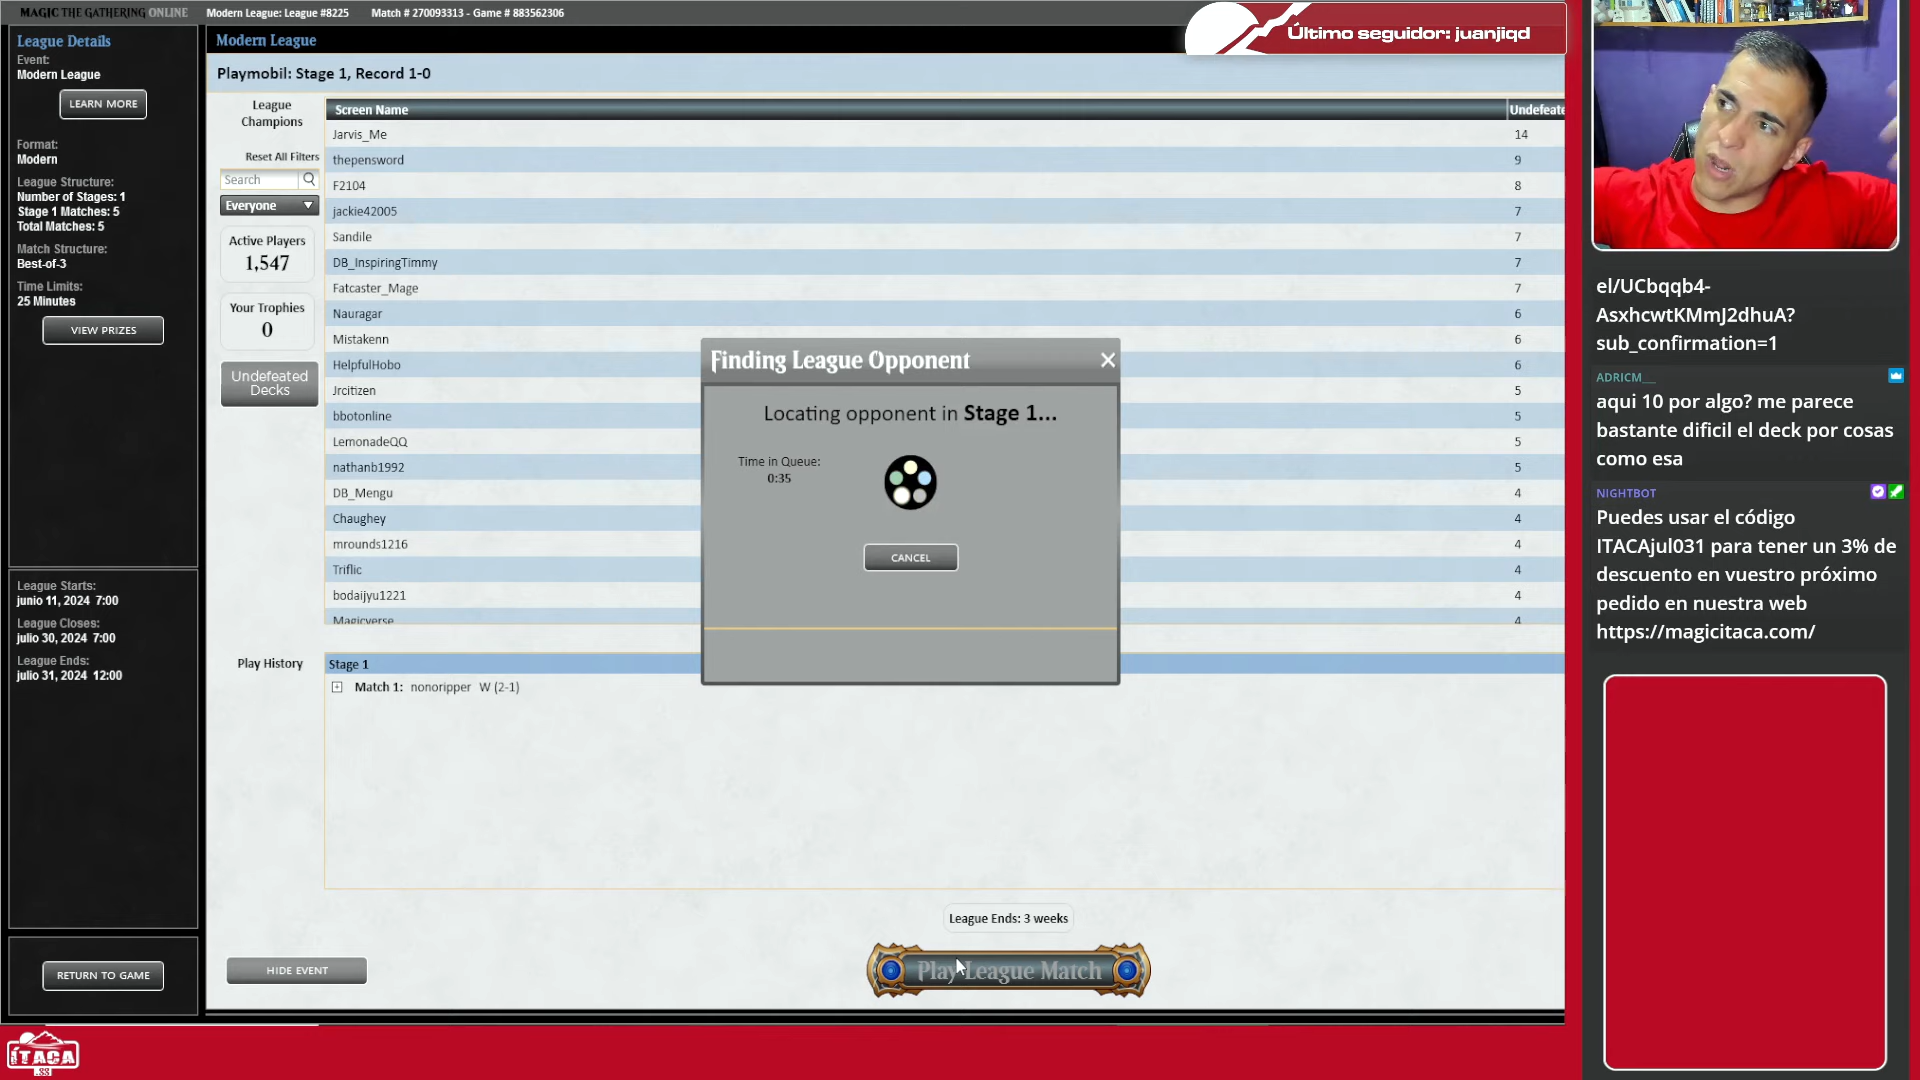 MAGIC THE GATHERING ONLINE
Modern League: League #8225
Match # 270093313 - Game # 883562306
Último seguidor: juanjiqd
League Details
Event:
Modern League
LEARN MORE
Format:
Modern
League Structure:
Number of Stages: 1
Stage 1 Matches: 5
Total Matches: 5
Match Structure:
Best-of-3
Time Limits:
25 Minutes
VIEW PRIZES
League Starts:
junio 11, 2024 7:00
League Closes:
julio 30, 2024 7:00
League Ends:
julio 31, 2024 12:00
RETURN TO GAME
Modern League
Playmobil: Stage 1, Record 1-0
League
Champions
Reset All Filters
Search
Everyone
Active Players
1,547
Your Trophies
0
Undefeated
Decks
Screen Name Undefeate
Jarvis_Me 14
thepensword 9
F2104 8
jackie42005 7
Sandile 7
DB_InspiringTimmy 7
Fatcaster_Mage 7
Nauragar 6
Mistakenn 6
HelpfulHobo 6
Jrcitizen 5
bbotonline 5
LemonadeQQ 5
nathanb1992 5
DB_Mengu 4
Chaughey 4
mrounds1216 4
Triflic 4
bodaijyu1221 4
Magicverse 4
Finding League Opponent
Locating opponent in Stage 1...
Time in Queue:
0:35
CANCEL
Play History
Stage 1
Match 1: nonoripper W (2-1)
League Ends: 3 weeks
HIDE EVENT
Play League Match
el/UCbqqb4-
AsxhcwtKMmJ2dhuA?
sub_confirmation=1
ADRICM__
aqui 10 por algo? me parece
bastante dificil el deck por cosas
como esa
NIGHTBOT
Puedes usar el código
ITACAjul031 para tener un 3% de
descuento en vuestro próximo
pedido en nuestra web
https://magicitaca.com/
ÍTACA
.SS